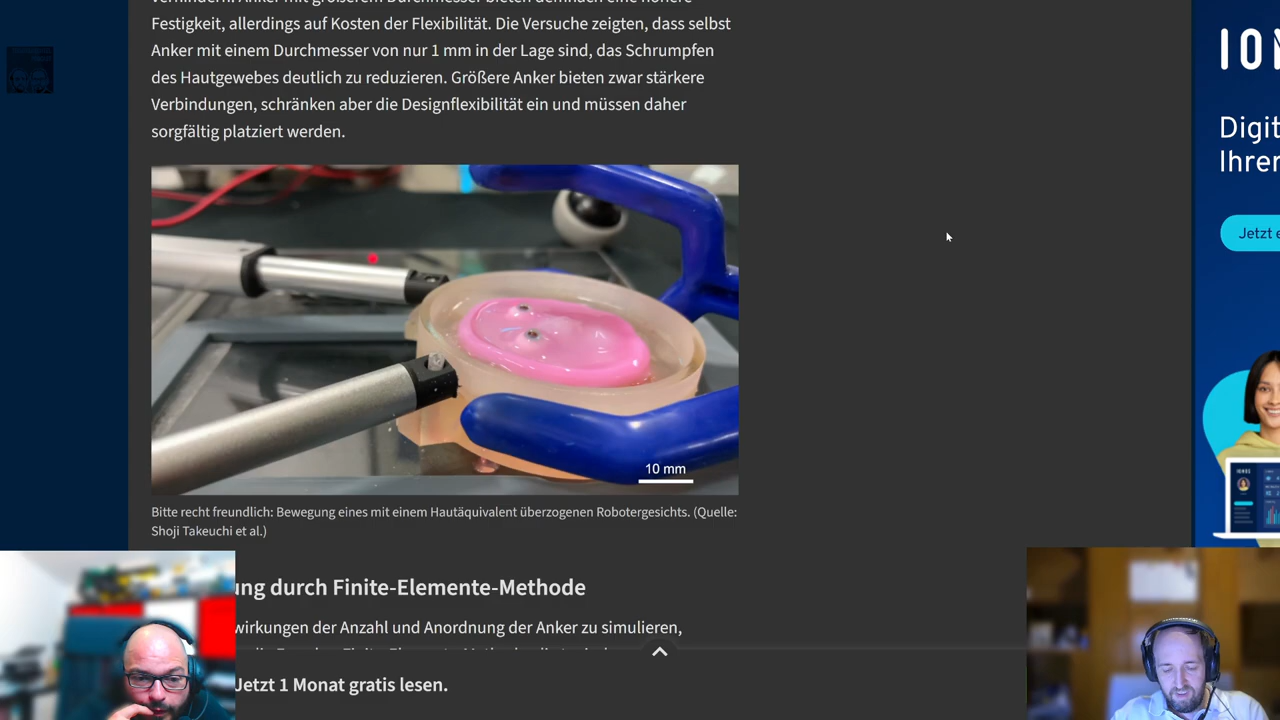 Festigkeit, allerdings auf Kosten der Flexibilität. Die Versuche zeigten, dass selbst
Anker mit einem Durchmesser von nur 1 mm in der Lage sind, das Schrumpfen
des Hautgewebes deutlich zu reduzieren. Größere Anker bieten zwar stärkere
Verbindungen, schränken aber die Designflexibilität ein und müssen daher
sorgfältig platziert werden.
10 mm
Bitte recht freundlich: Bewegung eines mit einem Hautäquivalent überzogenen Robotergesichts. (Quelle:
Shoji Takeuchi et al.)
ung durch Finite-Elemente-Methode
wirkungen der Anzahl und Anordnung der Anker zu simulieren,
Jetzt 1 Monat gratis lesen.
ION
Digit
Ihren
Jetzt e